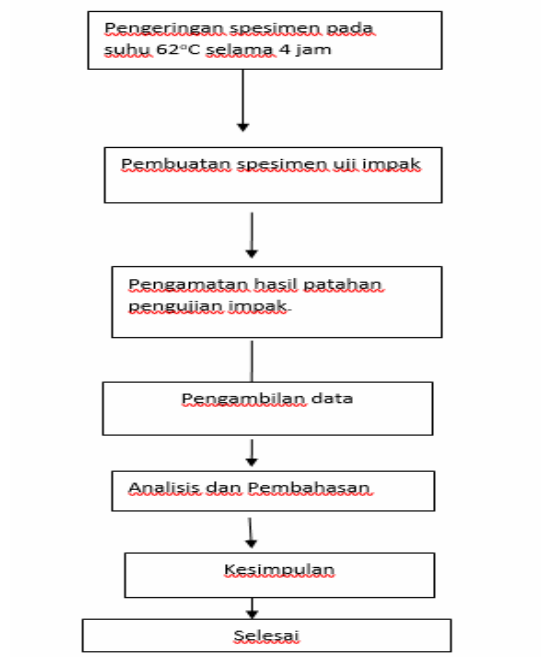 Pengeringan spesimen pada
suhu 62°C selama 4 jam
Pembuatan spesimen uji impak
Pengamatan hasil patahan
pengujian impak.
Pengambilan data
Analisis dan Pembahasan
Kesimpulan
Selesai